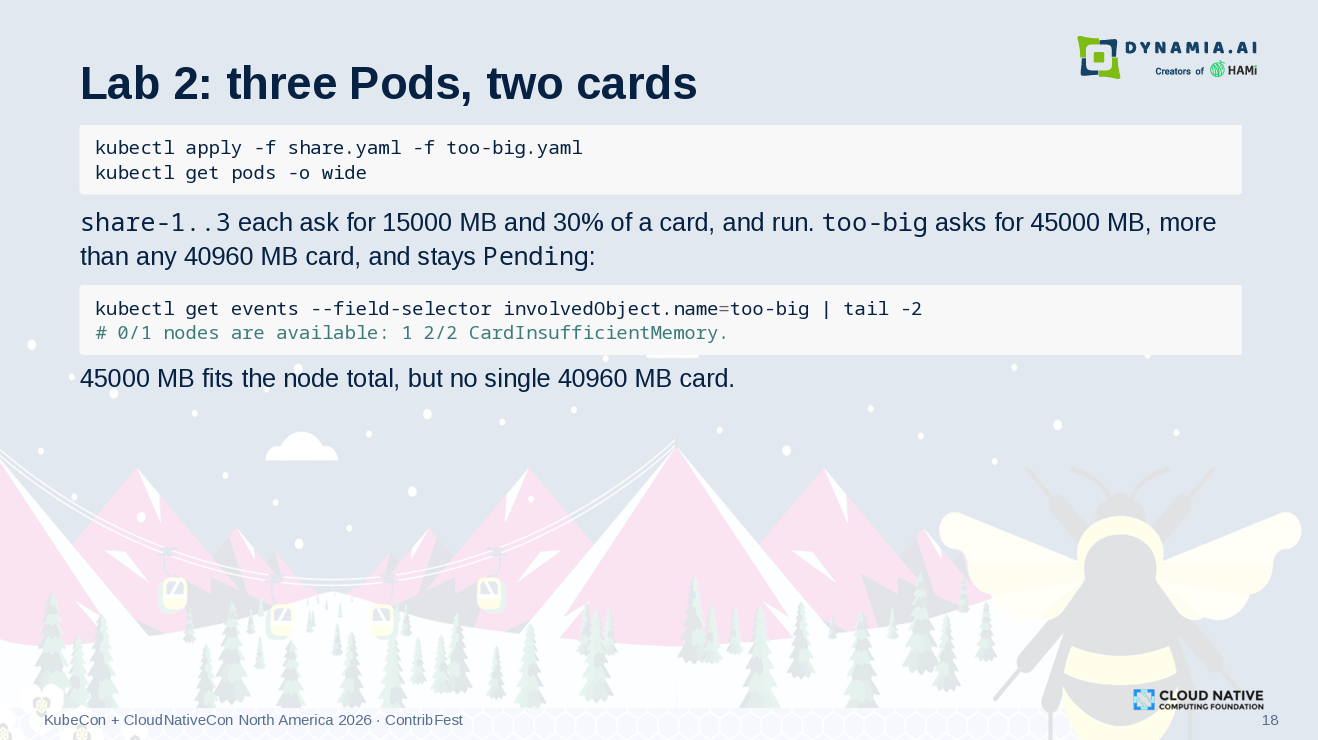 DYNAMIA.AI
Creators of HAMi
Lab 2: three Pods, two cards
kubectl apply -f share.yaml -f too-big.yaml
kubectl get pods -o wide
share-1..3 each ask for 15000 MB and 30% of a card, and run. too-big asks for 45000 MB, more
than any 40960 MB card, and stays Pending:
kubectl get events --field-selector involvedObject.name=too-big | tail -2
# 0/1 nodes are available: 1 2/2 CardInsufficientMemory.
45000 MB fits the node total, but no single 40960 MB card.
CLOUD NATIVE
COMPUTING FOUNDATION
KubeCon + CloudNativeCon North America 2026 · ContribFest
18